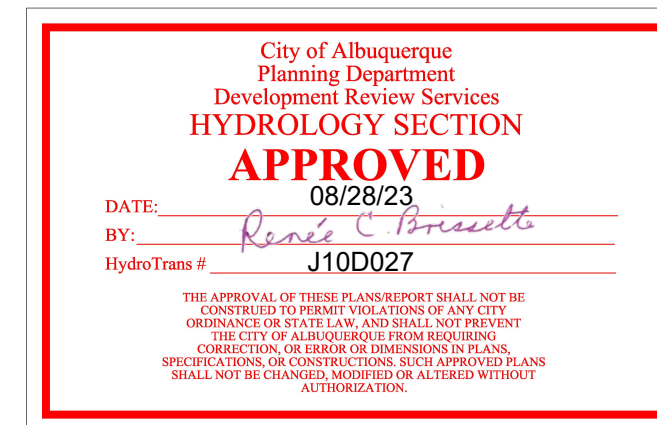 City of Albuquerque
Planning Department
Development Review Services
HYDROLOGY SECTION
APPROVED
DATE: 08/28/23
BY: Renée C. Brissette
HydroTrans # J10D027
THE APPROVAL OF THESE PLANS/REPORT SHALL NOT BE
CONSTRUED TO PERMIT VIOLATIONS OF ANY CITY
ORDINANCE OR STATE LAW, AND SHALL NOT PREVENT
THE CITY OF ALBUQUERQUE FROM REQUIRING
CORRECTION, OR ERROR OR DIMENSIONS IN PLANS,
SPECIFICATIONS, OR CONSTRUCTIONS. SUCH APPROVED PLANS
SHALL NOT BE CHANGED, MODIFIED OR ALTERED WITHOUT
AUTHORIZATION.